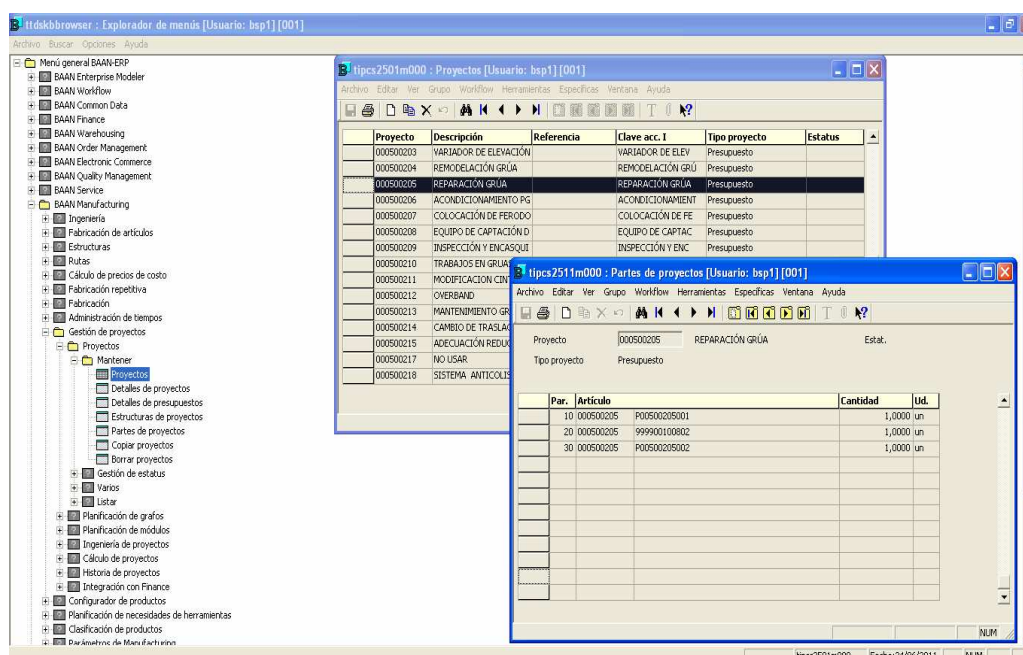 ttdskbbrowser : Explorador de menús [Usuario: bsp1] [001]
Archivo Buscar Opciones Ayuda
Menú general BAAN-ERP
BAAN Enterprise Modeler
BAAN Workflow
BAAN Common Data
BAAN Finance
BAAN Warehousing
BAAN Order Management
BAAN Electronic Commerce
BAAN Quality Management
BAAN Service
BAAN Manufacturing
Ingeniería
Fabricación de artículos
Estructuras
Rutas
Cálculo de precios de costo
Fabricación repetitiva
Fabricación
Administración de tiempos
Gestión de proyectos
Proyectos
Mantener
Proyectos
Detalles de proyectos
Detalles de presupuestos
Estructuras de proyectos
Partes de proyectos
Copiar proyectos
Borrar proyectos
Gestión de estatus
Varios
Listar
Planificación de grafos
Planificación de módulos
Ingeniería de proyectos
Cálculo de proyectos
Historia de proyectos
Integración con Finance
Configurador de productos
Planificación de necesidades de herramientas
Clasificación de productos
Parámetros de Manufacturing
tipcs2501m000 : Proyectos [Usuario: bsp1] [001]
Archivo Editar Ver Grupo Workflow Herramientas Específicas Ventana Ayuda
Proyecto Descripción Referencia Clave acc. I Tipo proyecto Estatus
000500203 VARIADOR DE ELEVACIÓN VARIADOR DE ELEV Presupuesto
000500204 REMODELACIÓN GRÚA REMODELACIÓN GRÚ Presupuesto
000500205 REPARACIÓN GRÚA REPARACIÓN GRÚA Presupuesto
000500206 ACONDICIONAMIENTO PG ACONDICIONAMIENT Presupuesto
000500207 COLOCACIÓN DE FERODO COLOCACIÓN DE FE Presupuesto
000500208 EQUIPO DE CAPTACIÓN D EQUIPO DE CAPTAC Presupuesto
000500209 INSPECCIÓN Y ENCASQUI INSPECCIÓN Y ENC Presupuesto
000500210 TRABAJOS EN GRUAS
000500211 MODIFICACION CIN
000500212 OVERBAND
000500213 MANTENIMIENTO GR
000500214 CAMBIO DE TRASLAC
000500215 ADECUACIÓN REDUC
000500217 NO USAR
000500218 SISTEMA ANTICOLIS
tipcs2511m000 : Partes de proyectos [Usuario: bsp1] [001]
Archivo Editar Ver Grupo Workflow Herramientas Específicas Ventana Ayuda
Proyecto 000500205 REPARACIÓN GRÚA Estat.
Tipo proyecto Presupuesto
Par. Artículo Cantidad Ud.
10 000500205 P00500205001 1,0000 un
20 000500205 999900100802 1,0000 un
30 000500205 P00500205002 1,0000 un
NUM
tipcs2501m000 Fecha: 24/06/2011 NUM